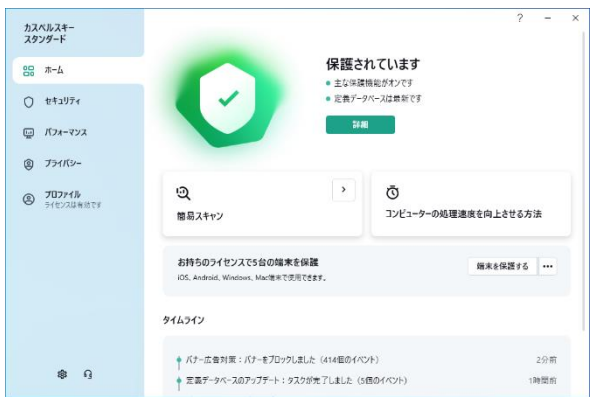 カスペルスキー
スタンダード
ホーム
セキュリティ
パフォーマンス
プライバシー
プロファイル
ライセンスは有効です
? − ×
保護されています
主な保護機能がオンです
定義データベースは最新です
詳細
簡易スキャン
コンピューターの処理速度を向上させる方法
お持ちのライセンスで5台の端末を保護
iOS、Android、Windows、Mac端末で使用できます。
端末を保護する
タイムライン
バナー広告対策：バナーをブロックしました（414個のイベント） 2分前
定義データベースのアップデート：タスクが完了しました（5個のイベント） 1時間前